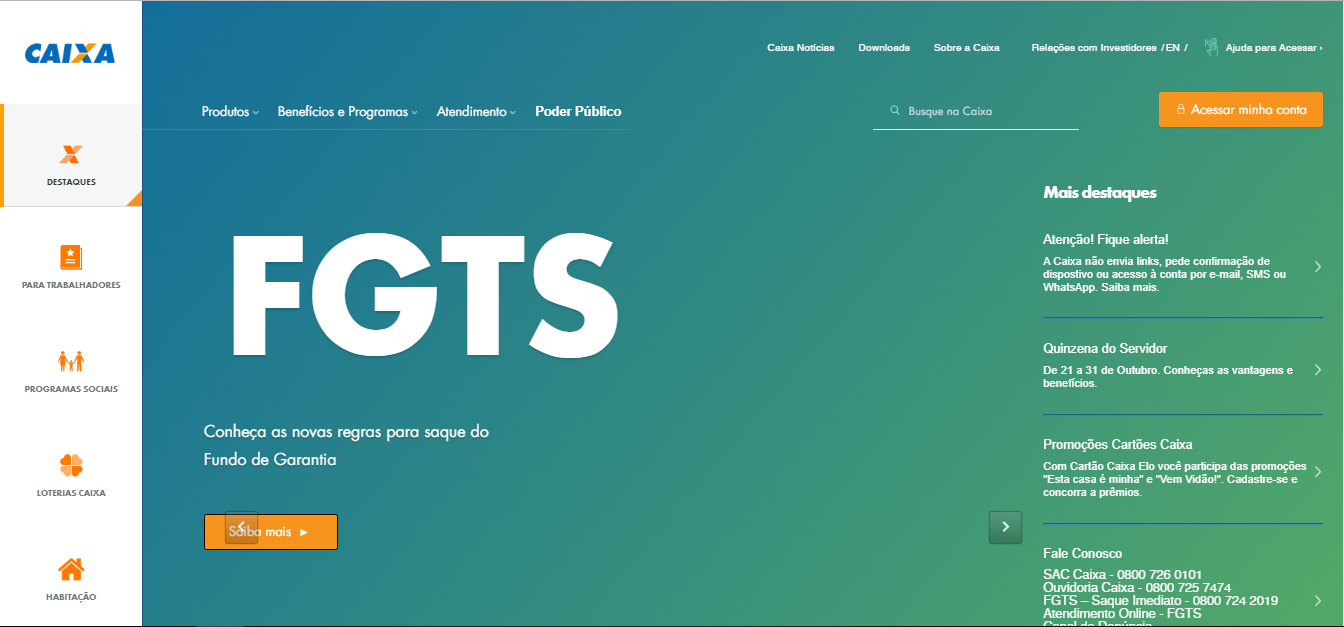 CAIXA
DESTAQUES
PARA TRABALHADORES
PROGRAMAS SOCIAIS
LOTERIAS CAIXA
HABITAÇÃO
Caixa Notícias Downloads Sobre a Caixa Relações com Investidores / EN / Ajuda para Acessar ›
Produtos Benefícios e Programas Atendimento Poder Público Busque na Caixa Acessar minha conta
FGTS
Conheça as novas regras para saque do
Fundo de Garantia
Saiba mais ►
Mais destaques
Atenção! Fique alerta!
A Caixa não envia links, pede confirmação de
dispostivo ou acesso à conta por e-mail, SMS ou
WhatsApp. Saiba mais.
Quinzena do Servidor
De 21 a 31 de Outubro. Conheças as vantagens e
benefícios.
Promoções Cartões Caixa
Com Cartão Caixa Elo você participa das promoções
"Esta casa é minha" e "Vem Vidão!". Cadastre-se e
concorra a prêmios.
Fale Conosco
SAC Caixa - 0800 726 0101
Ouvidoria Caixa - 0800 725 7474
FGTS – Saque Imediato - 0800 724 2019
Atendimento Online - FGTS
Canal de Denúncia